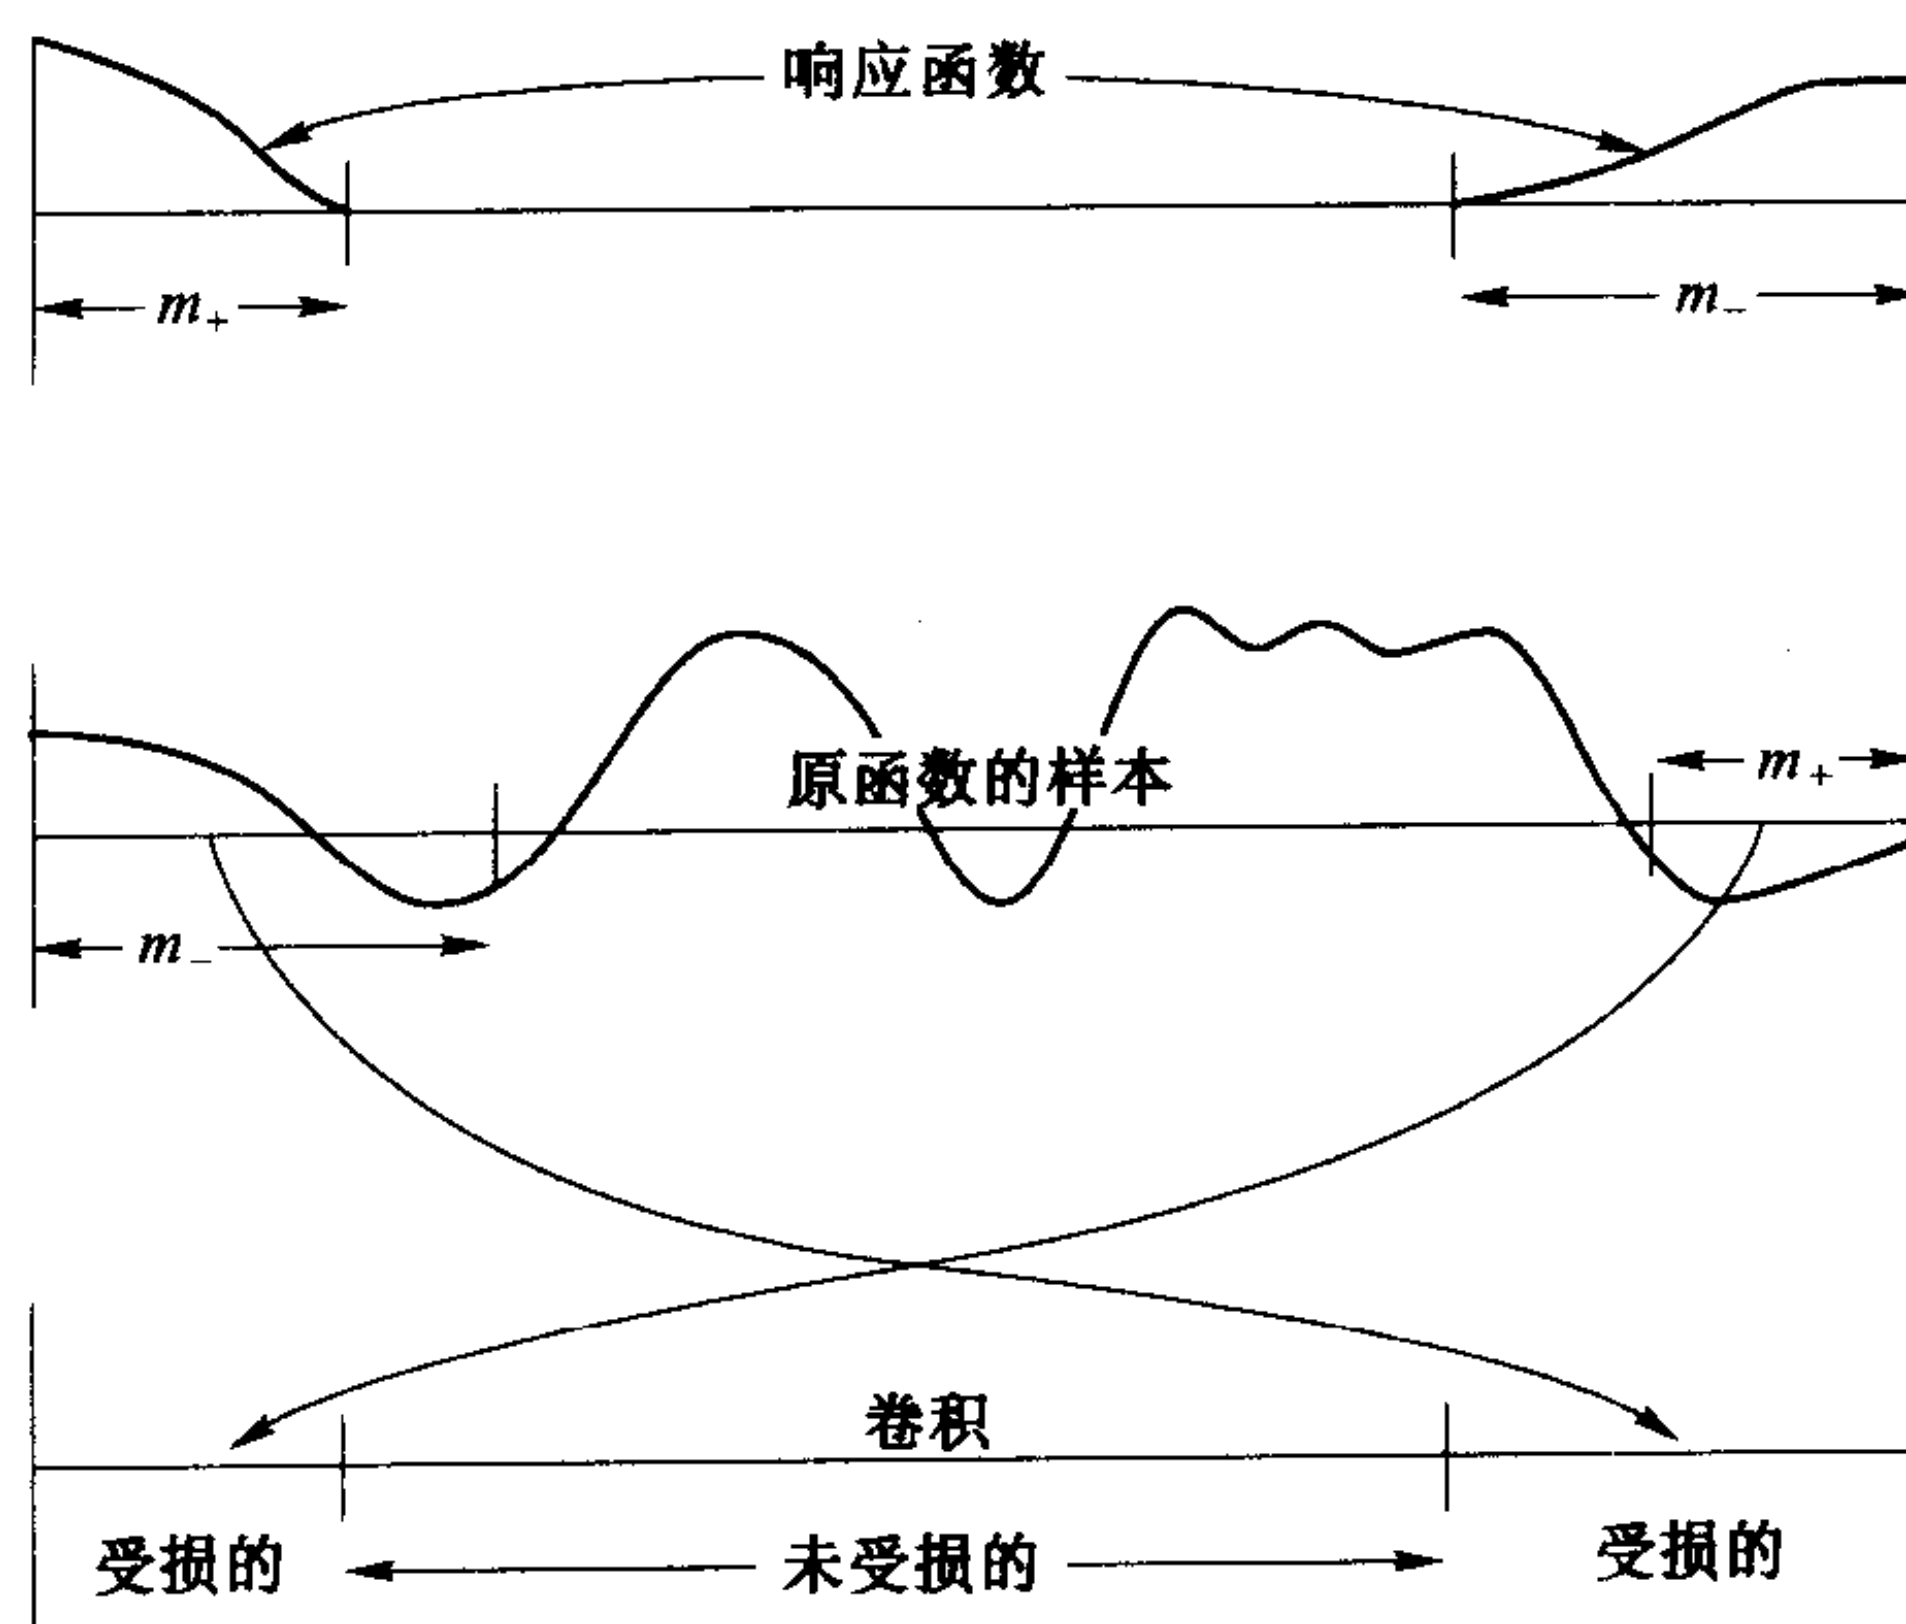 响应函数
m₊
m₋
原函数的样本
m₊
m₋
卷积
受损的
未受损的
受损的